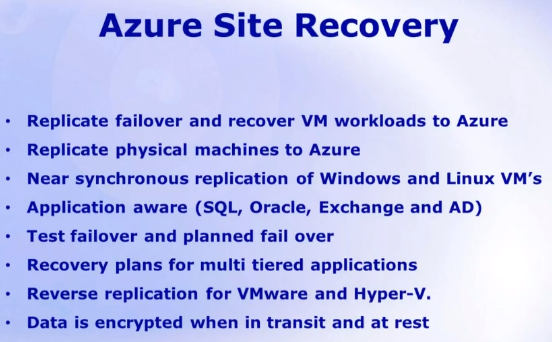 Azure Site Recovery
• Replicate failover and recover VM workloads to Azure
• Replicate physical machines to Azure
• Near synchronous replication of Windows and Linux VM's
• Application aware (SQL, Oracle, Exchange and AD)
• Test failover and planned fail over
• Recovery plans for multi tiered applications
• Reverse replication for VMware and Hyper-V.
• Data is encrypted when in transit and at rest